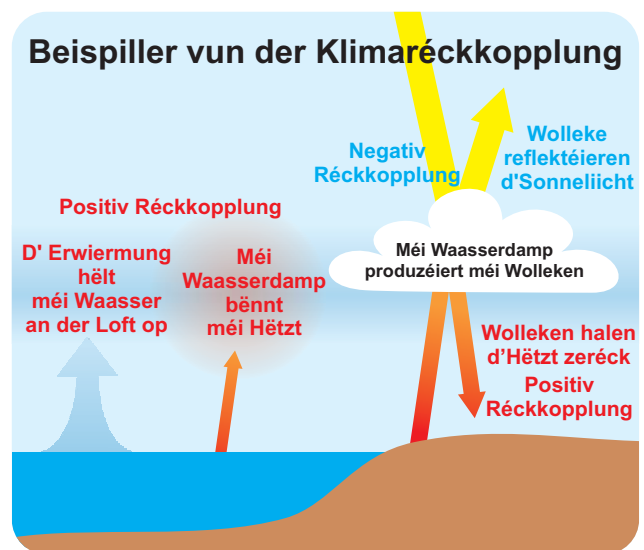 Beispiller vun der Klimaréckkopplung
Negativ
Réckkopplung
Wolleke
reflektéieren
d'Sonneliicht
Positiv Réckkopplung
D' Erwiermung
hëlt
méi Waasser
an der Loft op
Méi
Waasserdamp
bënnt
méi Hëtzt
Méi Waasserdamp
produzéiert méi Wolleken
Wolleken halen
d'Hëtzt zeréck
Positiv
Réckkopplung